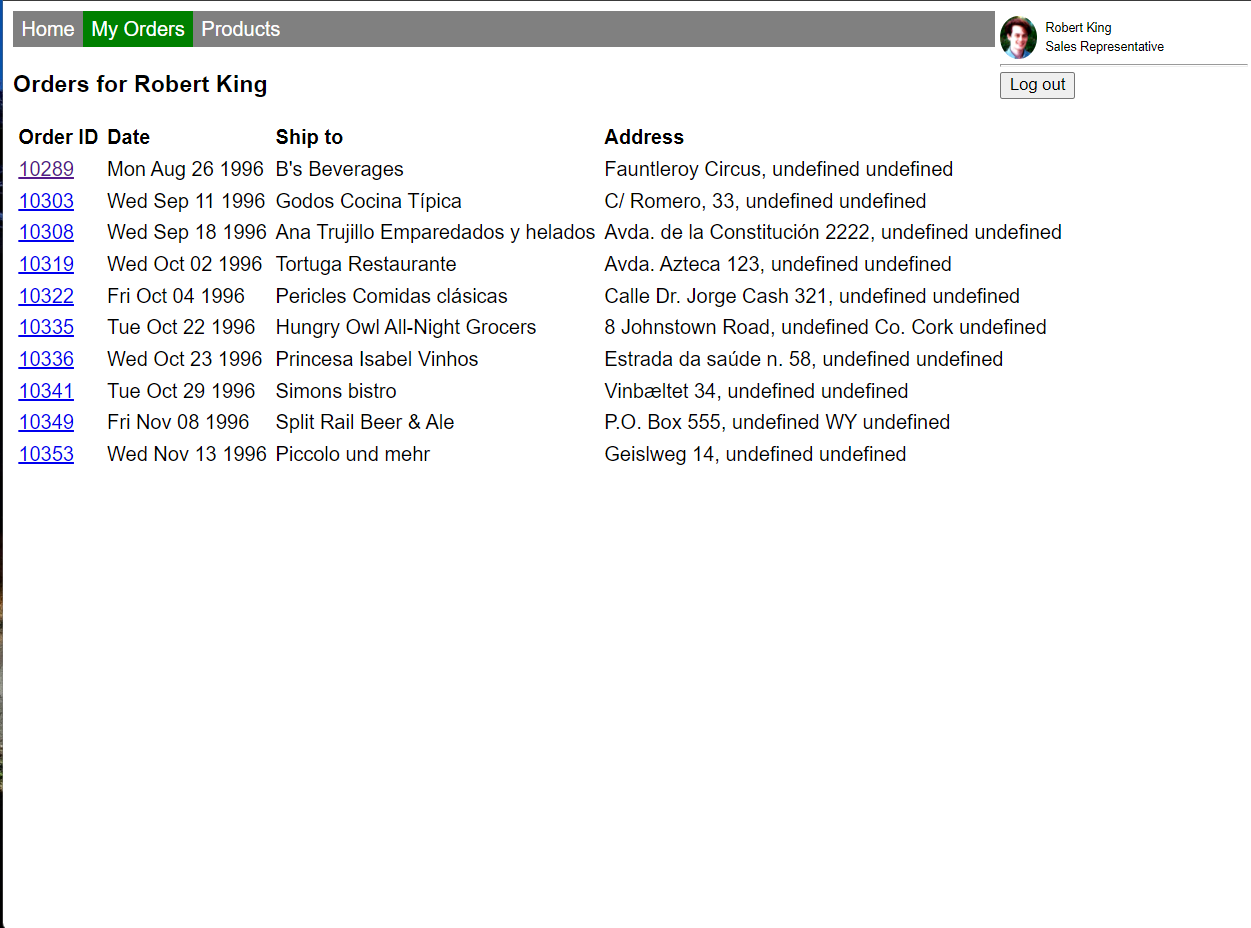 Home My Orders Products
Robert King
Sales Representative
Log out
Orders for Robert King
Order ID Date Ship to Address
10289 Mon Aug 26 1996 B's Beverages Fauntleroy Circus, undefined undefined
10303 Wed Sep 11 1996 Godos Cocina Típica C/ Romero, 33, undefined undefined
10308 Wed Sep 18 1996 Ana Trujillo Emparedados y helados Avda. de la Constitución 2222, undefined undefined
10319 Wed Oct 02 1996 Tortuga Restaurante Avda. Azteca 123, undefined undefined
10322 Fri Oct 04 1996 Pericles Comidas clásicas Calle Dr. Jorge Cash 321, undefined undefined
10335 Tue Oct 22 1996 Hungry Owl All-Night Grocers 8 Johnstown Road, undefined Co. Cork undefined
10336 Wed Oct 23 1996 Princesa Isabel Vinhos Estrada da saúde n. 58, undefined undefined
10341 Tue Oct 29 1996 Simons bistro Vinbæltet 34, undefined undefined
10349 Fri Nov 08 1996 Split Rail Beer & Ale P.O. Box 555, undefined WY undefined
10353 Wed Nov 13 1996 Piccolo und mehr Geislweg 14, undefined undefined